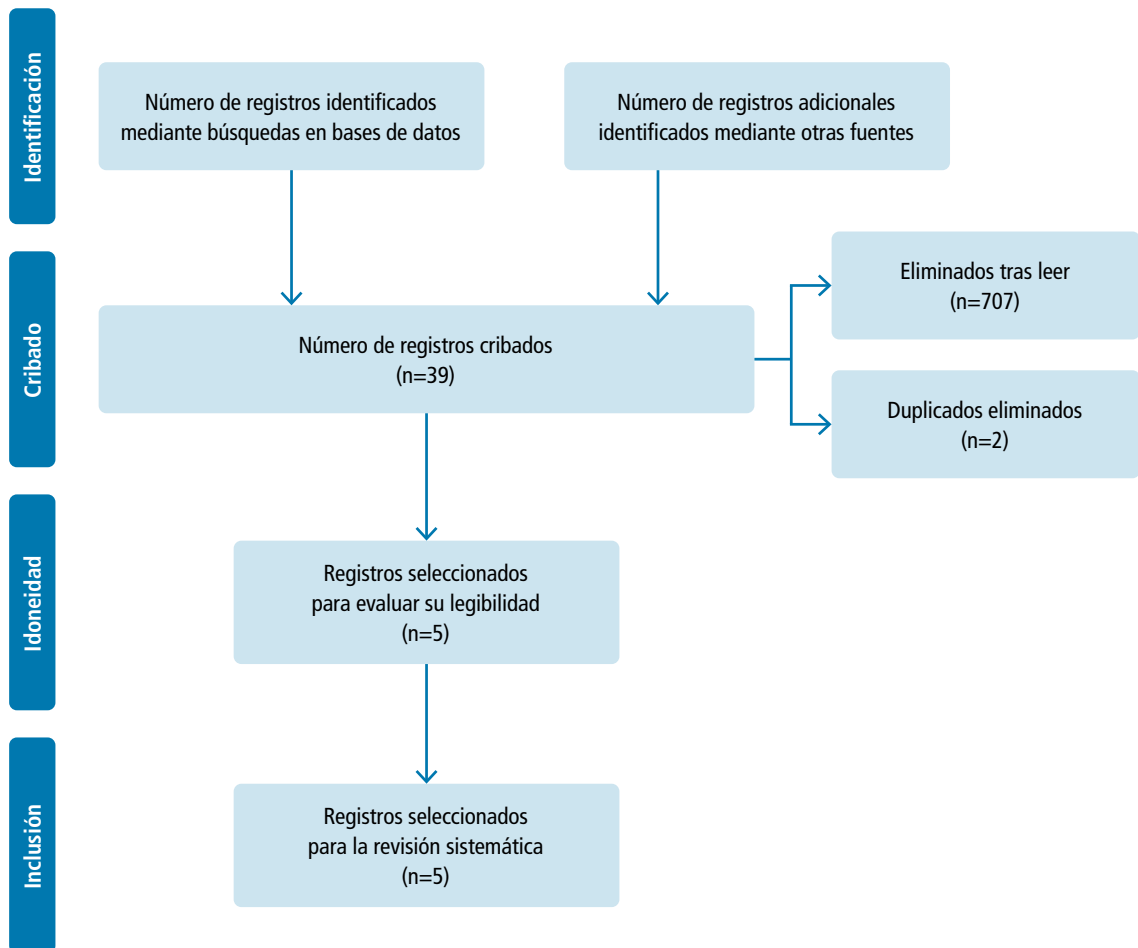 Identificación
Número de registros identificados
mediante búsquedas en bases de datos
Número de registros adicionales
identificados mediante otras fuentes
Cribado
Número de registros cribados
(n=39)
Eliminados tras leer
(n=707)
Duplicados eliminados
(n=2)
Idoneidad
Registros seleccionados
para evaluar su legibilidad
(n=5)
Inclusión
Registros seleccionados
para la revisión sistemática
(n=5)